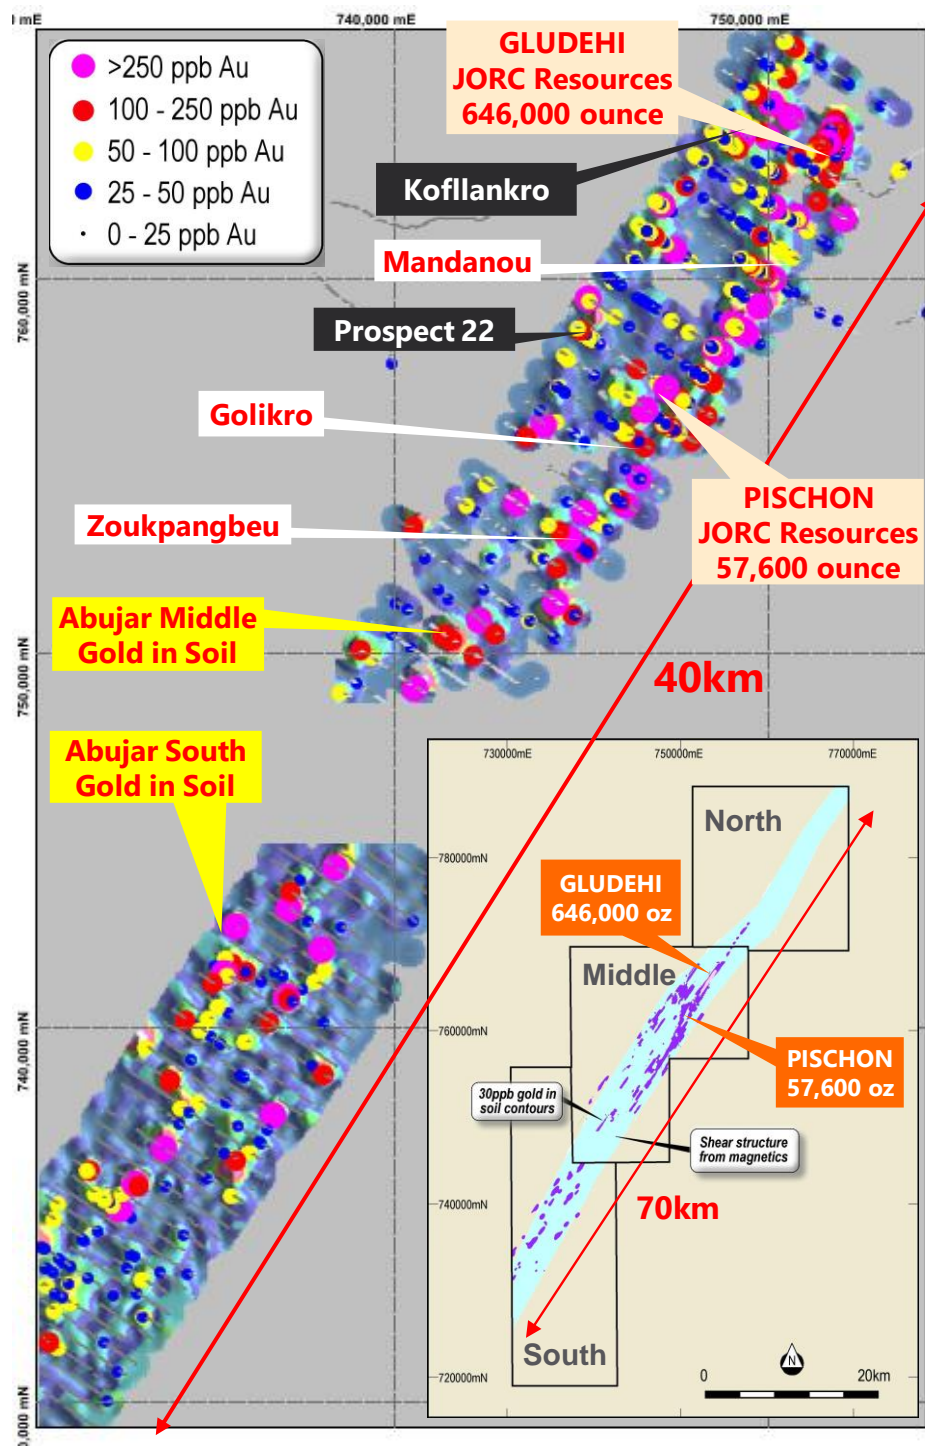 mE
740,000 mE
750,000 mE
>250 ppb Au
100 - 250 ppb Au
50 - 100 ppb Au
25 - 50 ppb Au
0 - 25 ppb Au
GLUDEHI
JORC Resources
646,000 ounce
Kofllankro
Mandanou
760,000 mN
Prospect 22
Golikro
PISCHON
JORC Resources
57,600 ounce
Zoukpangbeu
Abujar Middle
Gold in Soil
750,000 mN
40km
Abujar South
Gold in Soil
730000mE
750000mE
770000mE
North
780000mN
GLUDEHI
646,000 oz
Middle
760000mN
PISCHON
57,600 oz
30ppb gold in
soil contours
Shear structure
from magnetics
740,000 mN
740000mN
70km
South
N
0
20km
720000mN
0,000 mN